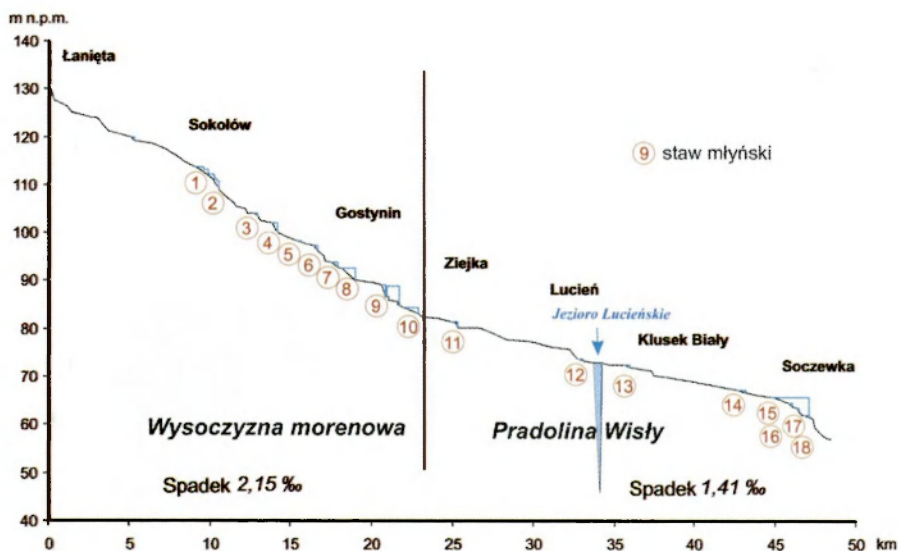 m n.p.m.
140
130
120
110
100
90
80
70
60
50
40
Łanięta
Sokołów
Gostynin
Ziejka
Lucień
Jezioro Lucieńskie
Klusek Biały
Soczewka
9 staw młyński
1
2
3
4
5
6
7
8
9
10
11
12
13
14
15
16
17
18
Wysoczyzna morenowa
Pradolina Wisły
Spadek 2,15 ‰
Spadek 1,41 ‰
0 5 10 15 20 25 30 35 40 45 50 km